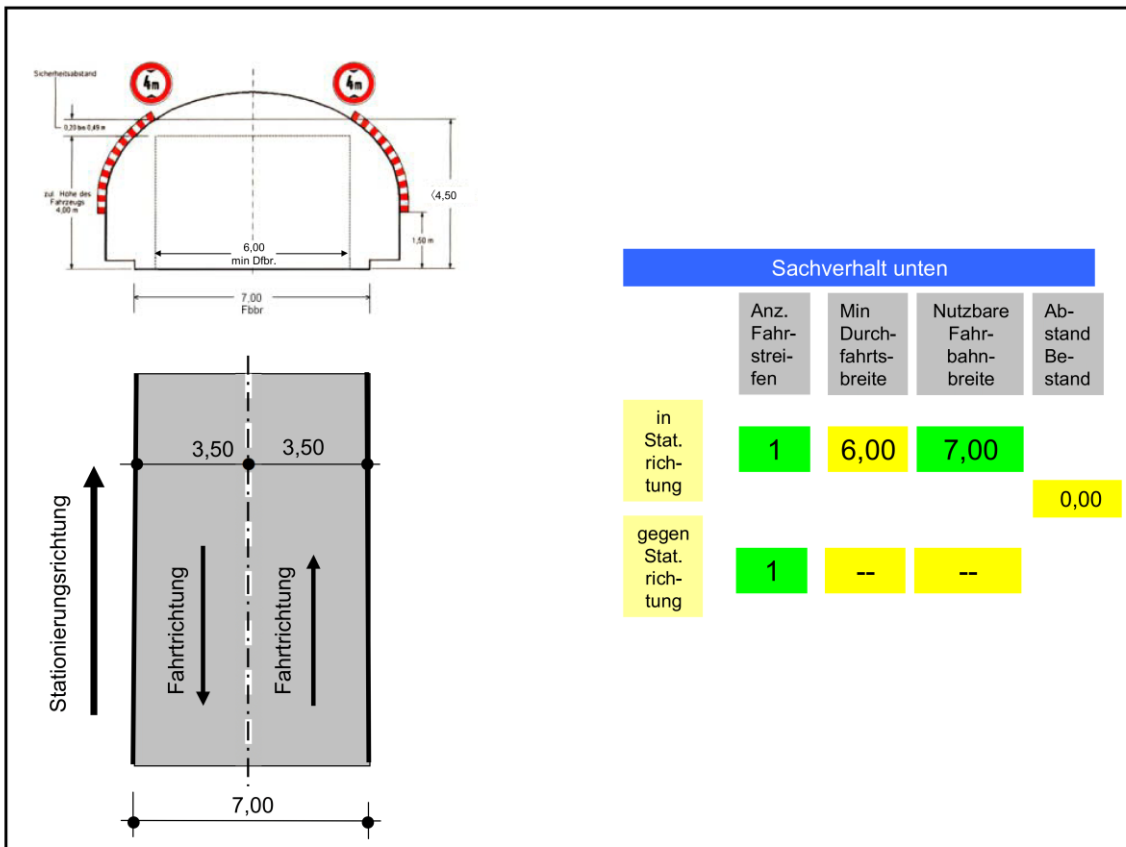 4m
4m
Sicherheitsabstand
0,20 bis 0,49 m
zul. Höhe des
Fahrzeugs
4,00 m
(4,50
1,50 m
6,00
min Dfbr.
7,00
Fbbr
3,50
3,50
Stationierungsrichtung
Fahrtrichtung
Fahrtrichtung
7,00
Sachverhalt unten
Anz.
Fahr-
strei-
fen
Min
Durch-
fahrts-
breite
Nutzbare
Fahr-
bahn-
breite
Ab-
stand
Be-
stand
in
Stat.
rich-
tung
1
6,00
7,00
0,00
gegen
Stat.
rich-
tung
1
--
--